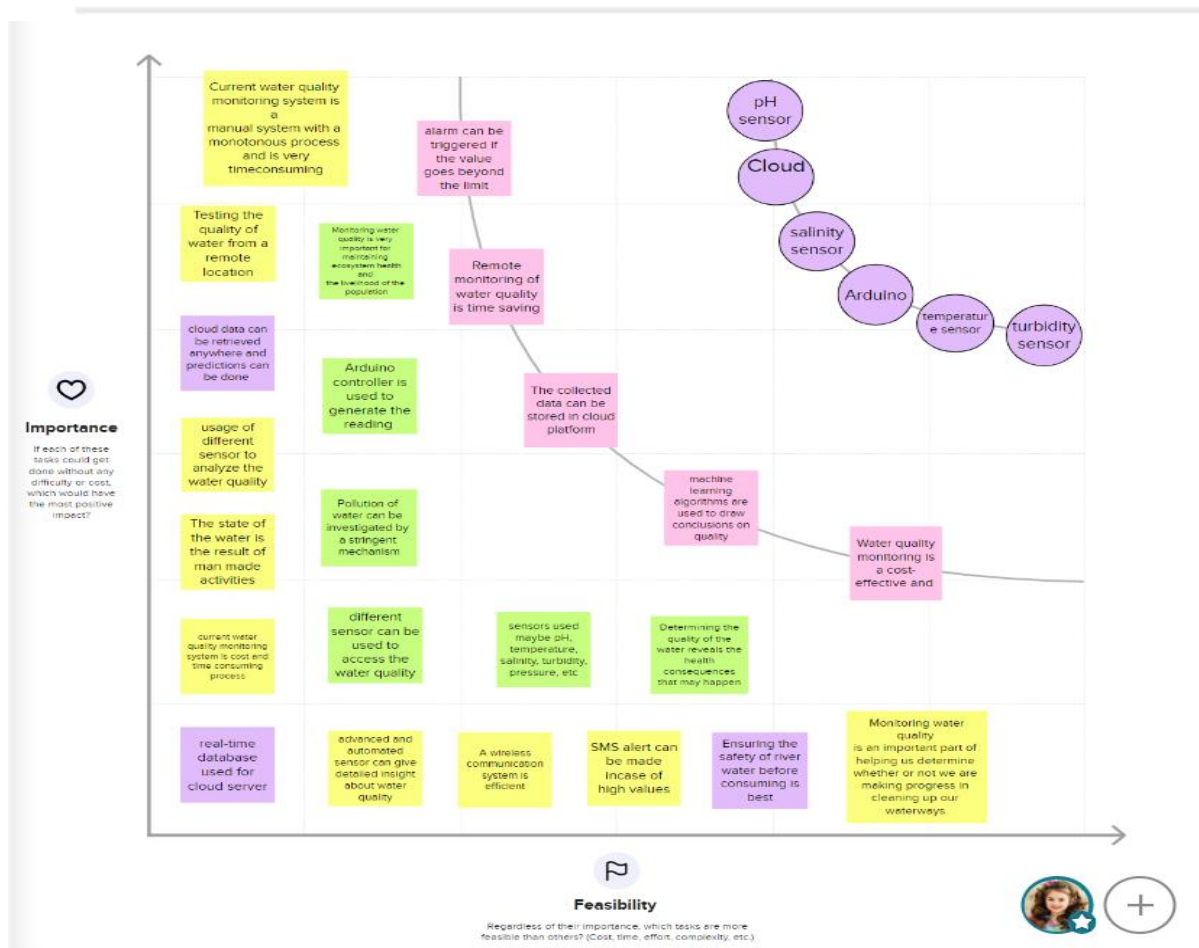 Current water quality
monitoring system is
a
manual system with a
monotonous process
and is very
timeconsuming
alarm can be
triggered if
the value
goes beyond
the limit
pH
sensor
Cloud
salinity
sensor
Arduino
temperatur
e sensor
turbidity
sensor
Testing the
quality of
water from a
remote
location
Monitoring water
quality is very
important for
maintaining
ecosystem health
and
the livelihood of the
population
Remote
monitoring of
water quality
is time saving
cloud data can
be retrieved
anywhere and
predictions can
be done
Arduino
controller is
used to
generate the
reading
The collected
data can be
stored in cloud
platform
Importance
If each of these
tasks could get
done without any
difficulty or cost,
which would have
the most positive
impact?
usage of
different
sensor to
analyze the
water quality
Pollution of
water can be
investigated by
a stringent
mechanism
machine
learning
algorithms are
used to draw
conclusions on
quality
The state of
the water is
the result of
man made
activities
Water quality
monitoring is
a cost-
effective and
current water
quality monitoring
system is cost and
time consuming
process
different
sensor can be
used to
access the
water quality
sensors used
maybe pH,
temperature,
salinity, turbidity,
pressure, etc
Determining the
quality of the
water reveals the
health
consequences
that may happen
real-time
database
used for
cloud server
advanced and
automated
sensor can give
detailed insight
about water
quality
A wireless
communication
system is
efficient
SMS alert can
be made
incase of
high values
Ensuring the
safety of river
water before
consuming is
best
Monitoring water
quality
is an important part of
helping us determine
whether or not we are
making progress in
cleaning up our
waterways.
Feasibility
Regardless of their importance, which tasks are more
feasible than others? (Cost, time, effort, complexity, etc.)